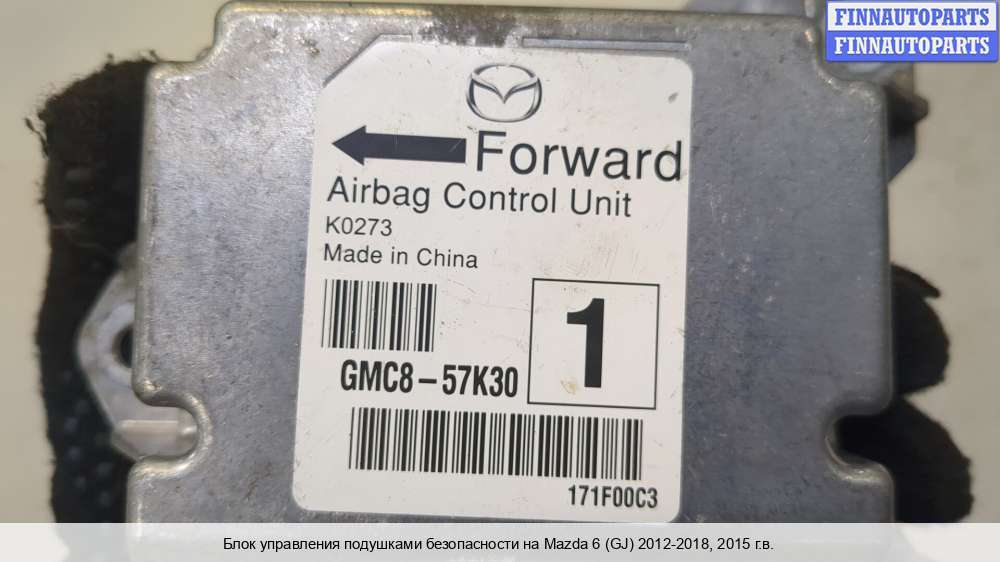 FINNAUTOPARTS
FINNAUTOPARTS
Forward
Airbag Control Unit
K0273
Made in China
1
GMC8-57K30
171F00C3
Блок управления подушками безопасности на Mazda 6 (GJ) 2012-2018, 2015 г.в.